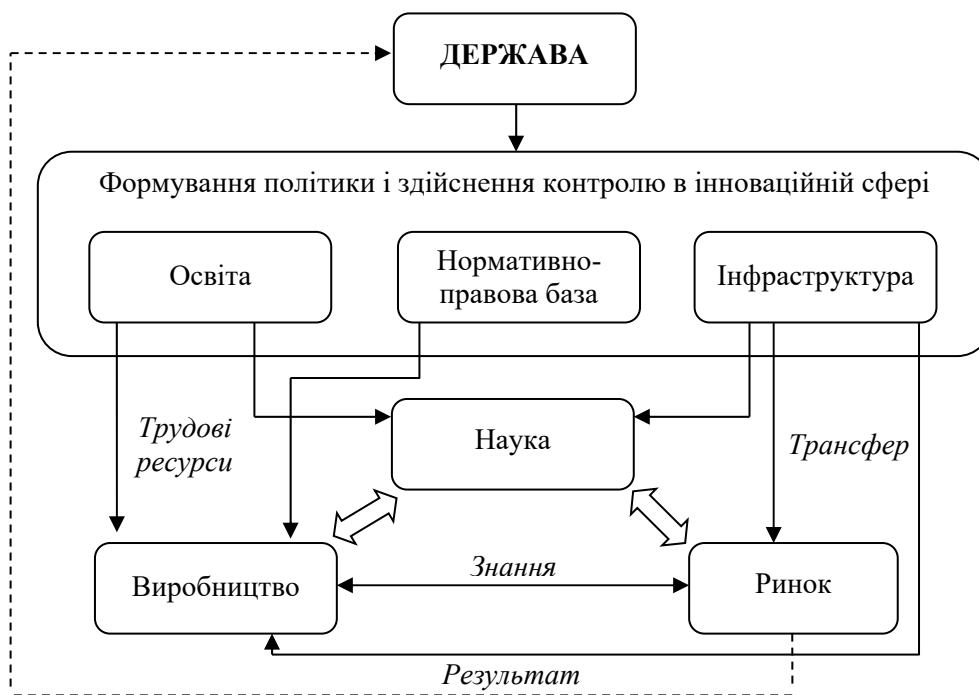 ДЕРЖАВА
Формування політики і здійснення контролю в інноваційній сфері
Освіта
Нормативно-
правова база
Інфраструктура
Трудові
ресурси
Наука
Трансфер
Виробництво
Знання
Ринок
Результат